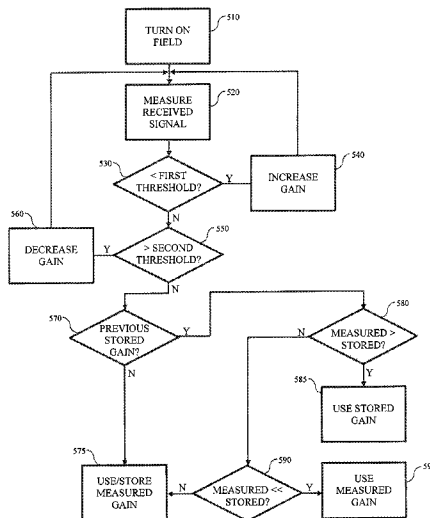 TURN ON
FIELD
510
MEASURE
RECEIVED
SIGNAL
520
< FIRST
THRESHOLD?
530
Y
N
INCREASE
GAIN
540
> SECOND
THRESHOLD?
550
Y
N
DECREASE
GAIN
560
PREVIOUS
STORED
GAIN?
570
Y
N
MEASURED >
STORED?
580
N
Y
585
USE STORED
GAIN
575
USE/STORE
MEASURED
GAIN
MEASURED <<
STORED?
590
N
Y
USE
MEASURED
GAIN